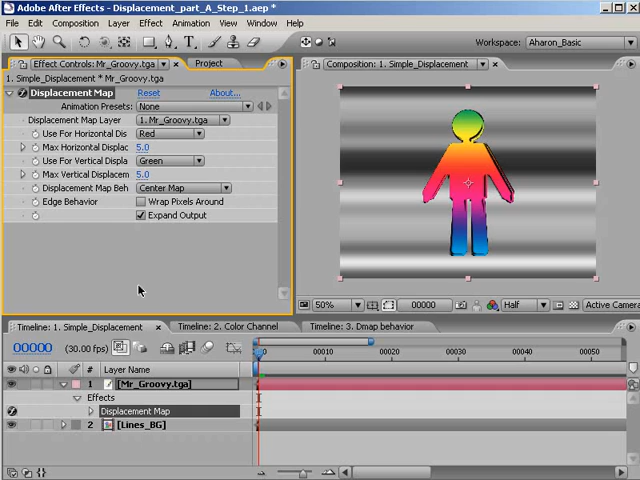 Adobe After Effects - Displacement_part_A_Step_1.aep *
File Edit Composition Layer Effect Animation View Window Help
Workspace: Aharon_Basic
Effect Controls: Mr_Groovy.tga Project
Composition: 1. Simple_Displacement
1. Simple_Displacement * Mr_Groovy.tga
Displacement Map Reset About...
Animation Presets: None
Displacement Map Layer 1. Mr_Groovy.tga
Use For Horizontal Dis Red
Max Horizontal Displac 5.0
Use For Vertical Displa Green
Max Vertical Displacem 5.0
Displacement Map Beh Center Map
Edge Behavior Wrap Pixels Around
Expand Output
50% 00000 Half Active Camera
Timeline: 1. Simple_Displacement Timeline: 2. Color Channel Timeline: 3. Dmap behavior
00000 (30.00 fps) 0 00010 00020 00030 00040 00050
# Layer Name
1 [Mr_Groovy.tga]
Effects
Displacement Map
2 [Lines_BG]